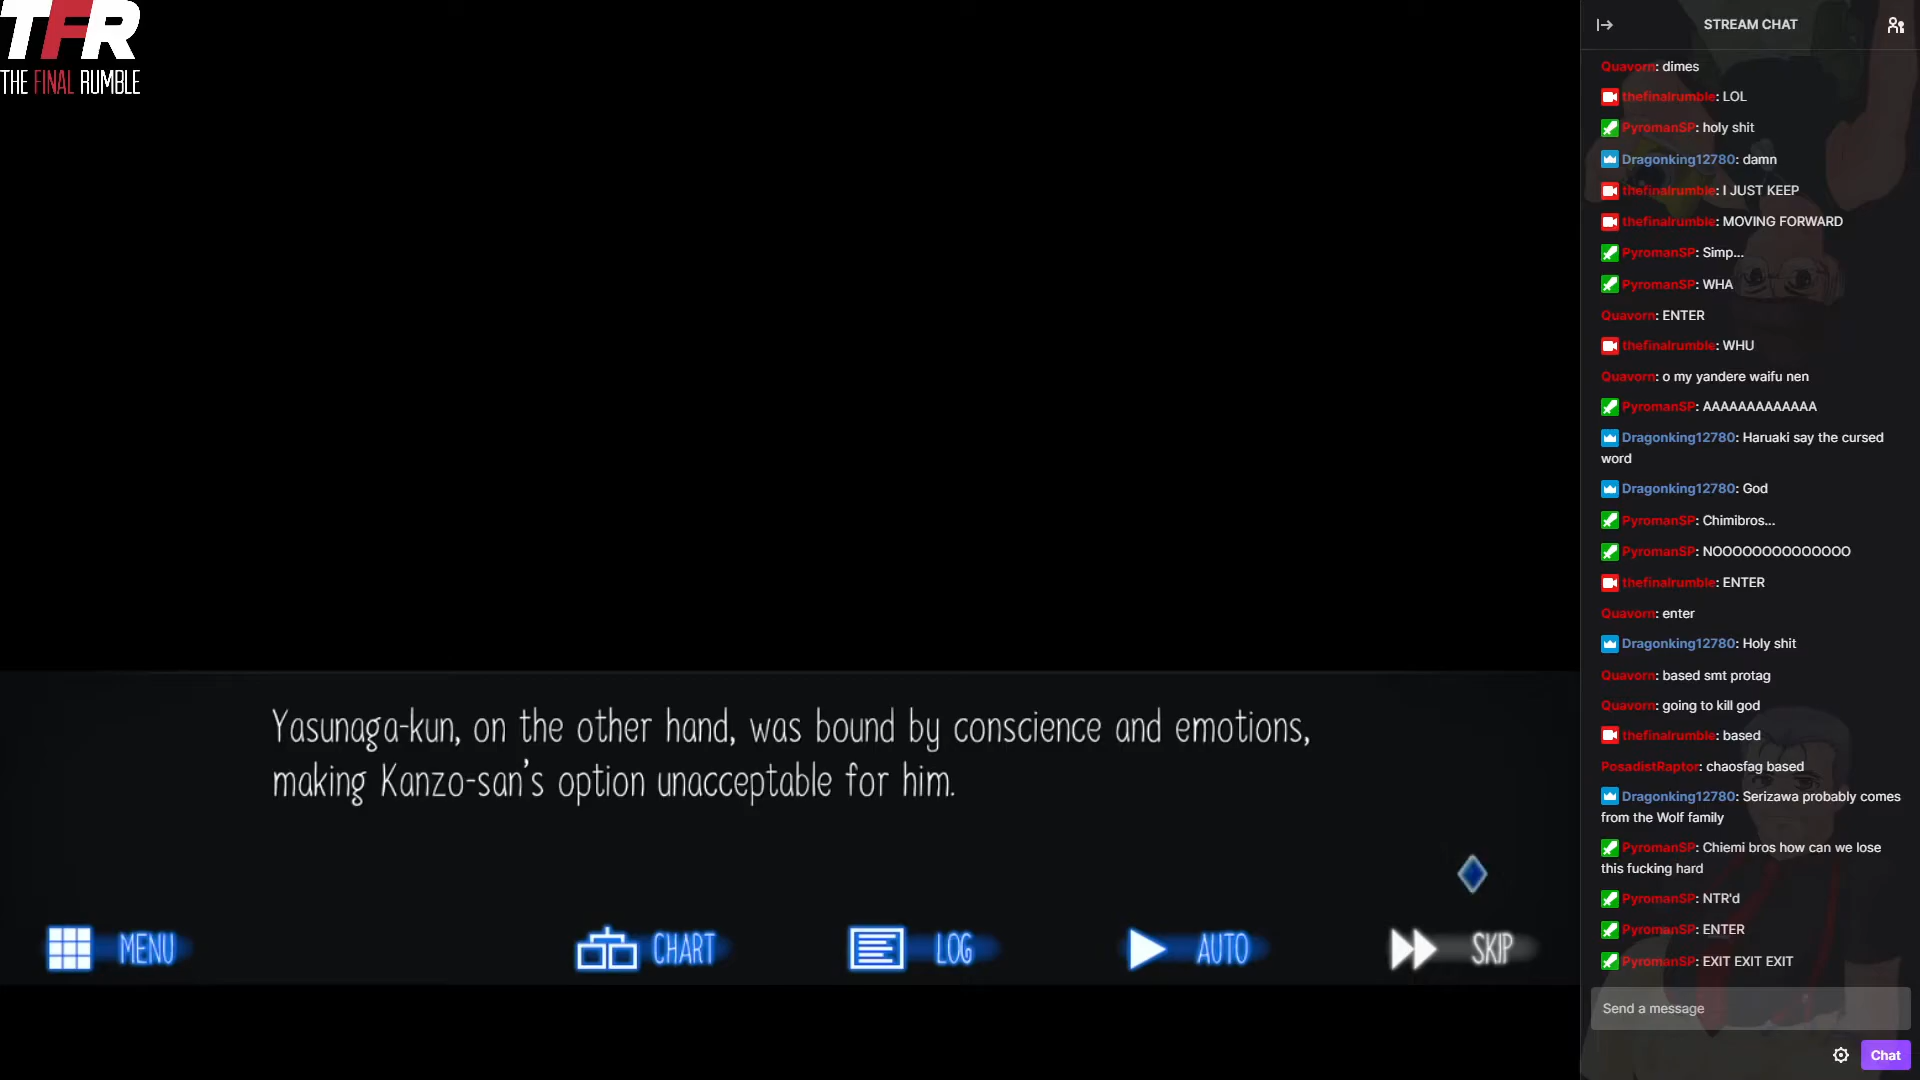 TFR
THE FINAL RUMBLE
Yasunaga-kun, on the other hand, was bound by conscience and emotions,
making Kanzo-san's option unacceptable for him.
MENU
CHART
LOG
AUTO
SKIP
STREAM CHAT
Quavorn: dimes
thefinalrumble: LOL
PyromanSP: holy shit
Dragonking12780: damn
thefinalrumble: I JUST KEEP
thefinalrumble: MOVING FORWARD
PyromanSP: Simp...
PyromanSP: WHA
Quavorn: ENTER
thefinalrumble: WHU
Quavorn: o my yandere waifu nen
PyromanSP: AAAAAAAAAAAAA
Dragonking12780: Haruaki say the cursed
word
Dragonking12780: God
PyromanSP: Chimibros...
PyromanSP: NOOOOOOOOOOOOOO
thefinalrumble: ENTER
Quavorn: enter
Dragonking12780: Holy shit
Quavorn: based smt protag
Quavorn: going to kill god
thefinalrumble: based
PosadistRaptor: chaosfag based
Dragonking12780: Serizawa probably comes
from the Wolf family
PyromanSP: Chiemi bros how can we lose
this fucking hard
PyromanSP: NTR'd
PyromanSP: ENTER
PyromanSP: EXIT EXIT EXIT
Send a message
Chat